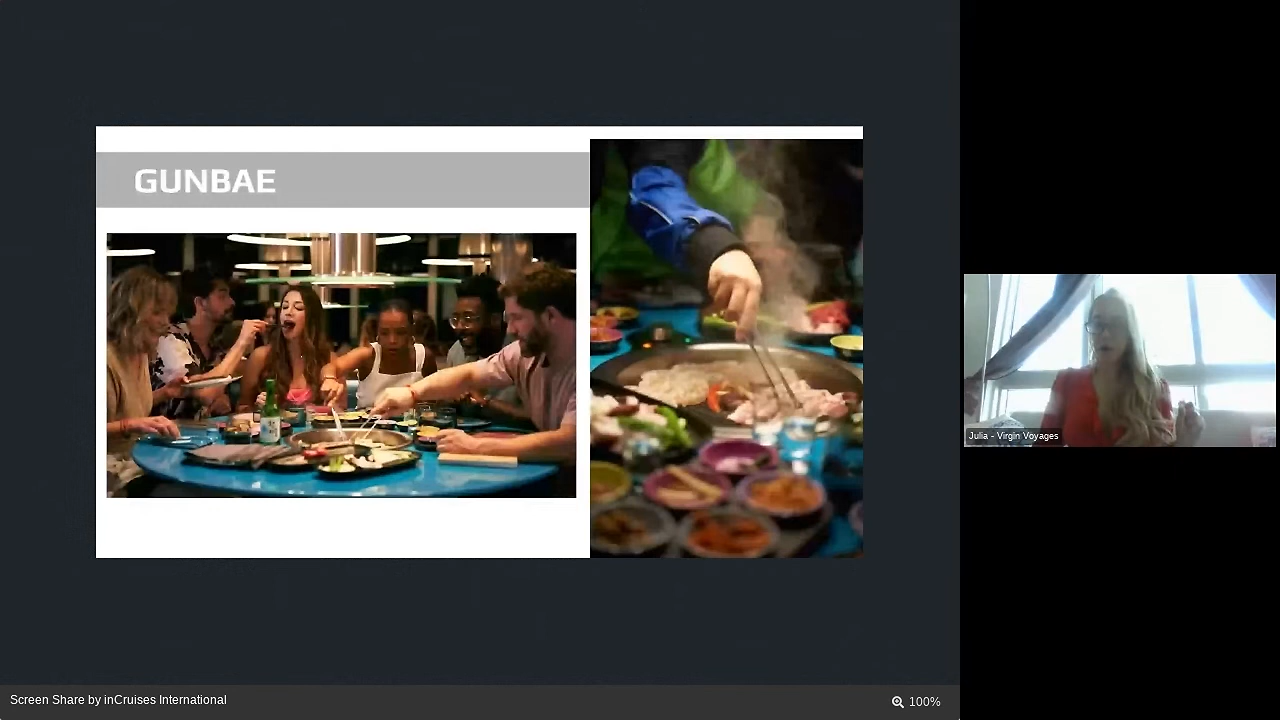 GUNBAE
Julia - Virgin Voyages
Screen Share by inCruises International
100%